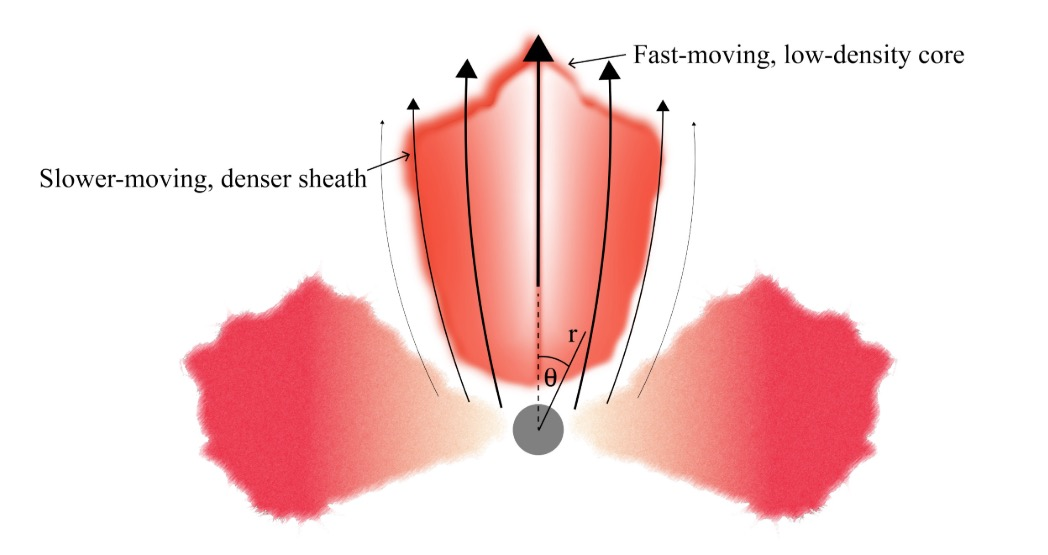 Fast-moving, low-density core
Slower-moving, denser sheath
r
θ